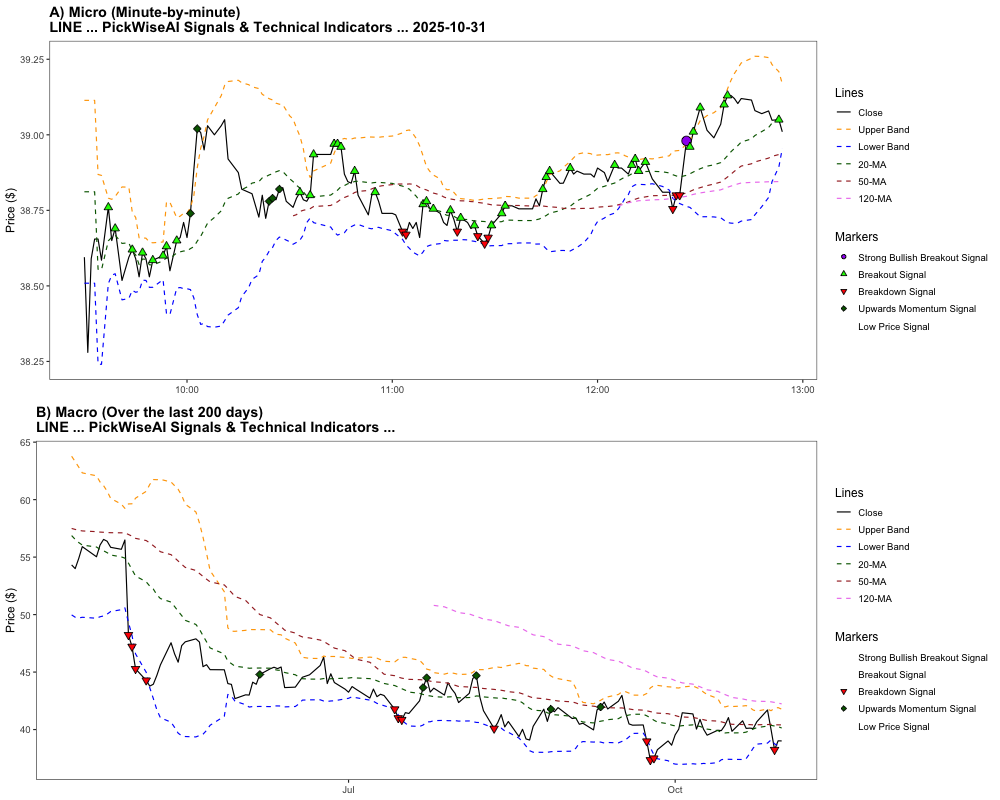 A) Micro (Minute-by-minute)
LINE ... PickWiseAI Signals & Technical Indicators ... 2025-10-31
Price ($)
39.25
39.00
38.75
38.50
38.25
10:00
11:00
12:00
13:00
Lines
Close
Upper Band
Lower Band
20-MA
50-MA
120-MA
Markers
Strong Bullish Breakout Signal
Breakout Signal
Breakdown Signal
Upwards Momentum Signal
Low Price Signal
B) Macro (Over the last 200 days)
LINE ... PickWiseAI Signals & Technical Indicators ...
Price ($)
65
60
55
50
45
40
Jul
Oct
Lines
Close
Upper Band
Lower Band
20-MA
50-MA
120-MA
Markers
Strong Bullish Breakout Signal
Breakout Signal
Breakdown Signal
Upwards Momentum Signal
Low Price Signal